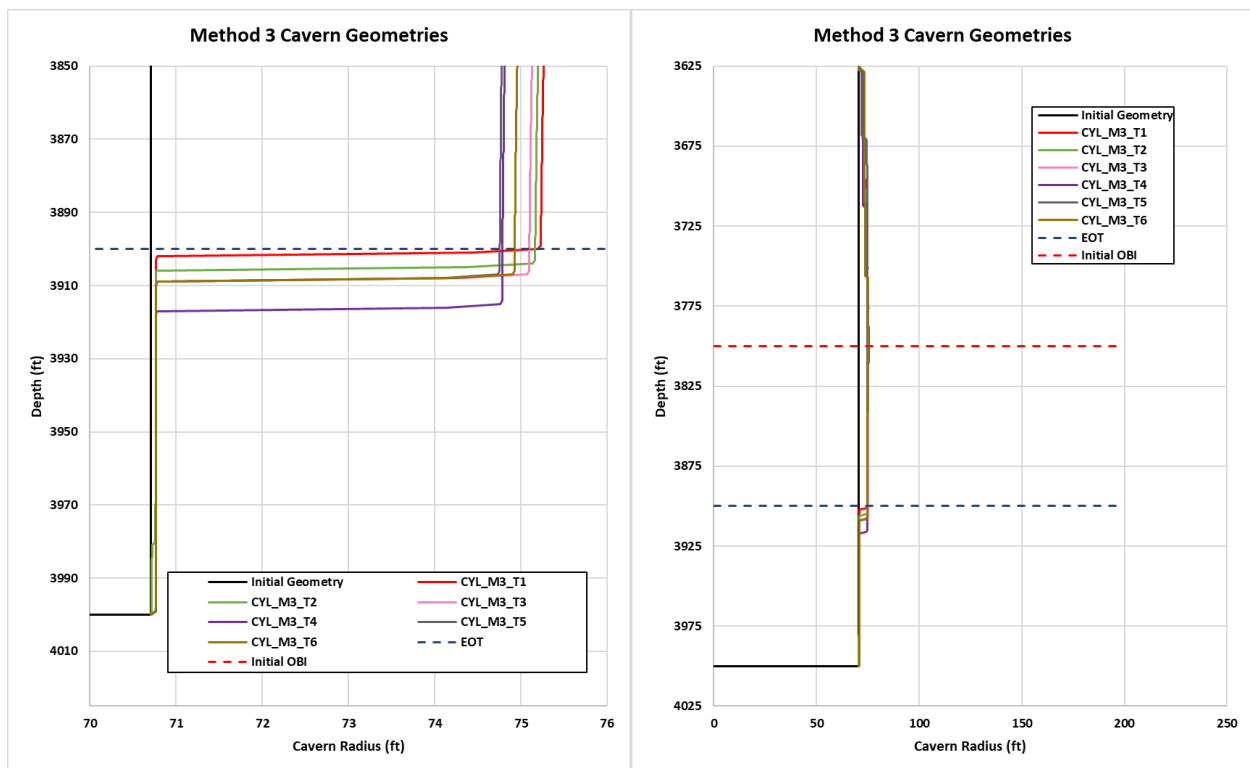 Method 3 Cavern Geometries
3850
3870
3890
3910
3930
3950
3970
3990
4010
Depth (ft)
70
71
72
73
74
75
76
Cavern Radius (ft)
Initial Geometry
CYL_M3_T1
CYL_M3_T2
CYL_M3_T3
CYL_M3_T4
CYL_M3_T5
CYL_M3_T6
EOT
Initial OBI
Method 3 Cavern Geometries
3625
3675
3725
3775
3825
3875
3925
3975
4025
Depth (ft)
0
50
100
150
200
250
Cavern Radius (ft)
Initial Geometry
CYL_M3_T1
CYL_M3_T2
CYL_M3_T3
CYL_M3_T4
CYL_M3_T5
CYL_M3_T6
EOT
Initial OBI